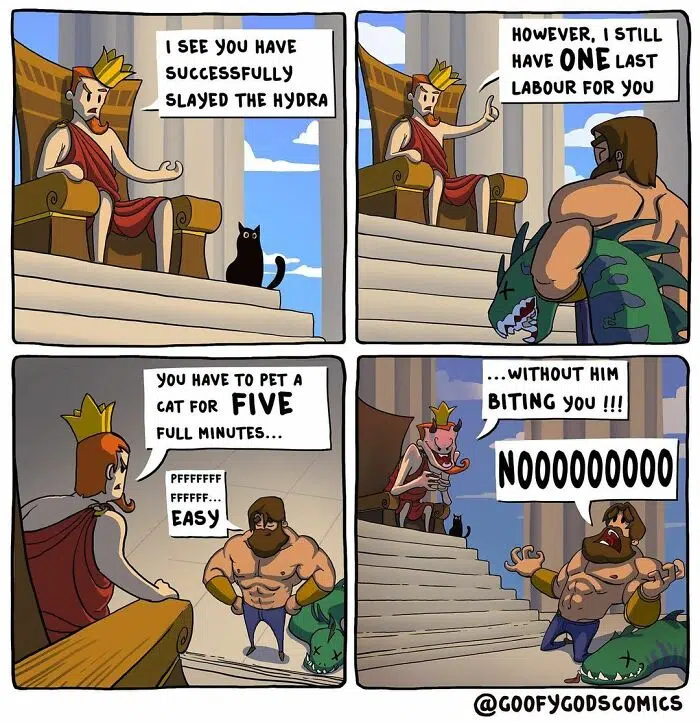 I SEE YOU HAVE
SUCCESSFULLY
SLAYED THE HYDRA
HOWEVER, I STILL
HAVE ONE LAST
LABOUR FOR YOU
YOU HAVE TO PET A
CAT FOR FIVE
FULL MINUTES...
PFFFFFFF
FFFFFF...
EASY
...WITHOUT HIM
BITING YOU !!!
NOOOOOOOOO
@GOOFYGODSCOMICS